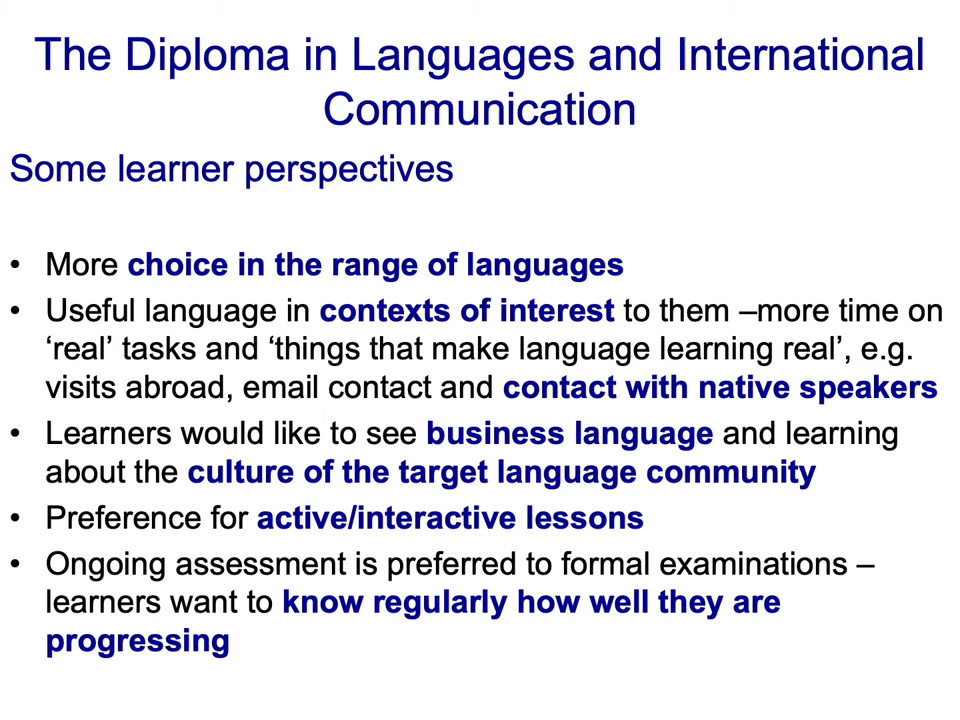 The Diploma in Languages and International
Communication
Some learner perspectives
• More choice in the range of languages
• Useful language in contexts of interest to them –more time on
‘real’ tasks and ‘things that make language learning real’, e.g.
visits abroad, email contact and contact with native speakers
• Learners would like to see business language and learning
about the culture of the target language community
• Preference for active/interactive lessons
• Ongoing assessment is preferred to formal examinations –
learners want to know regularly how well they are
progressing